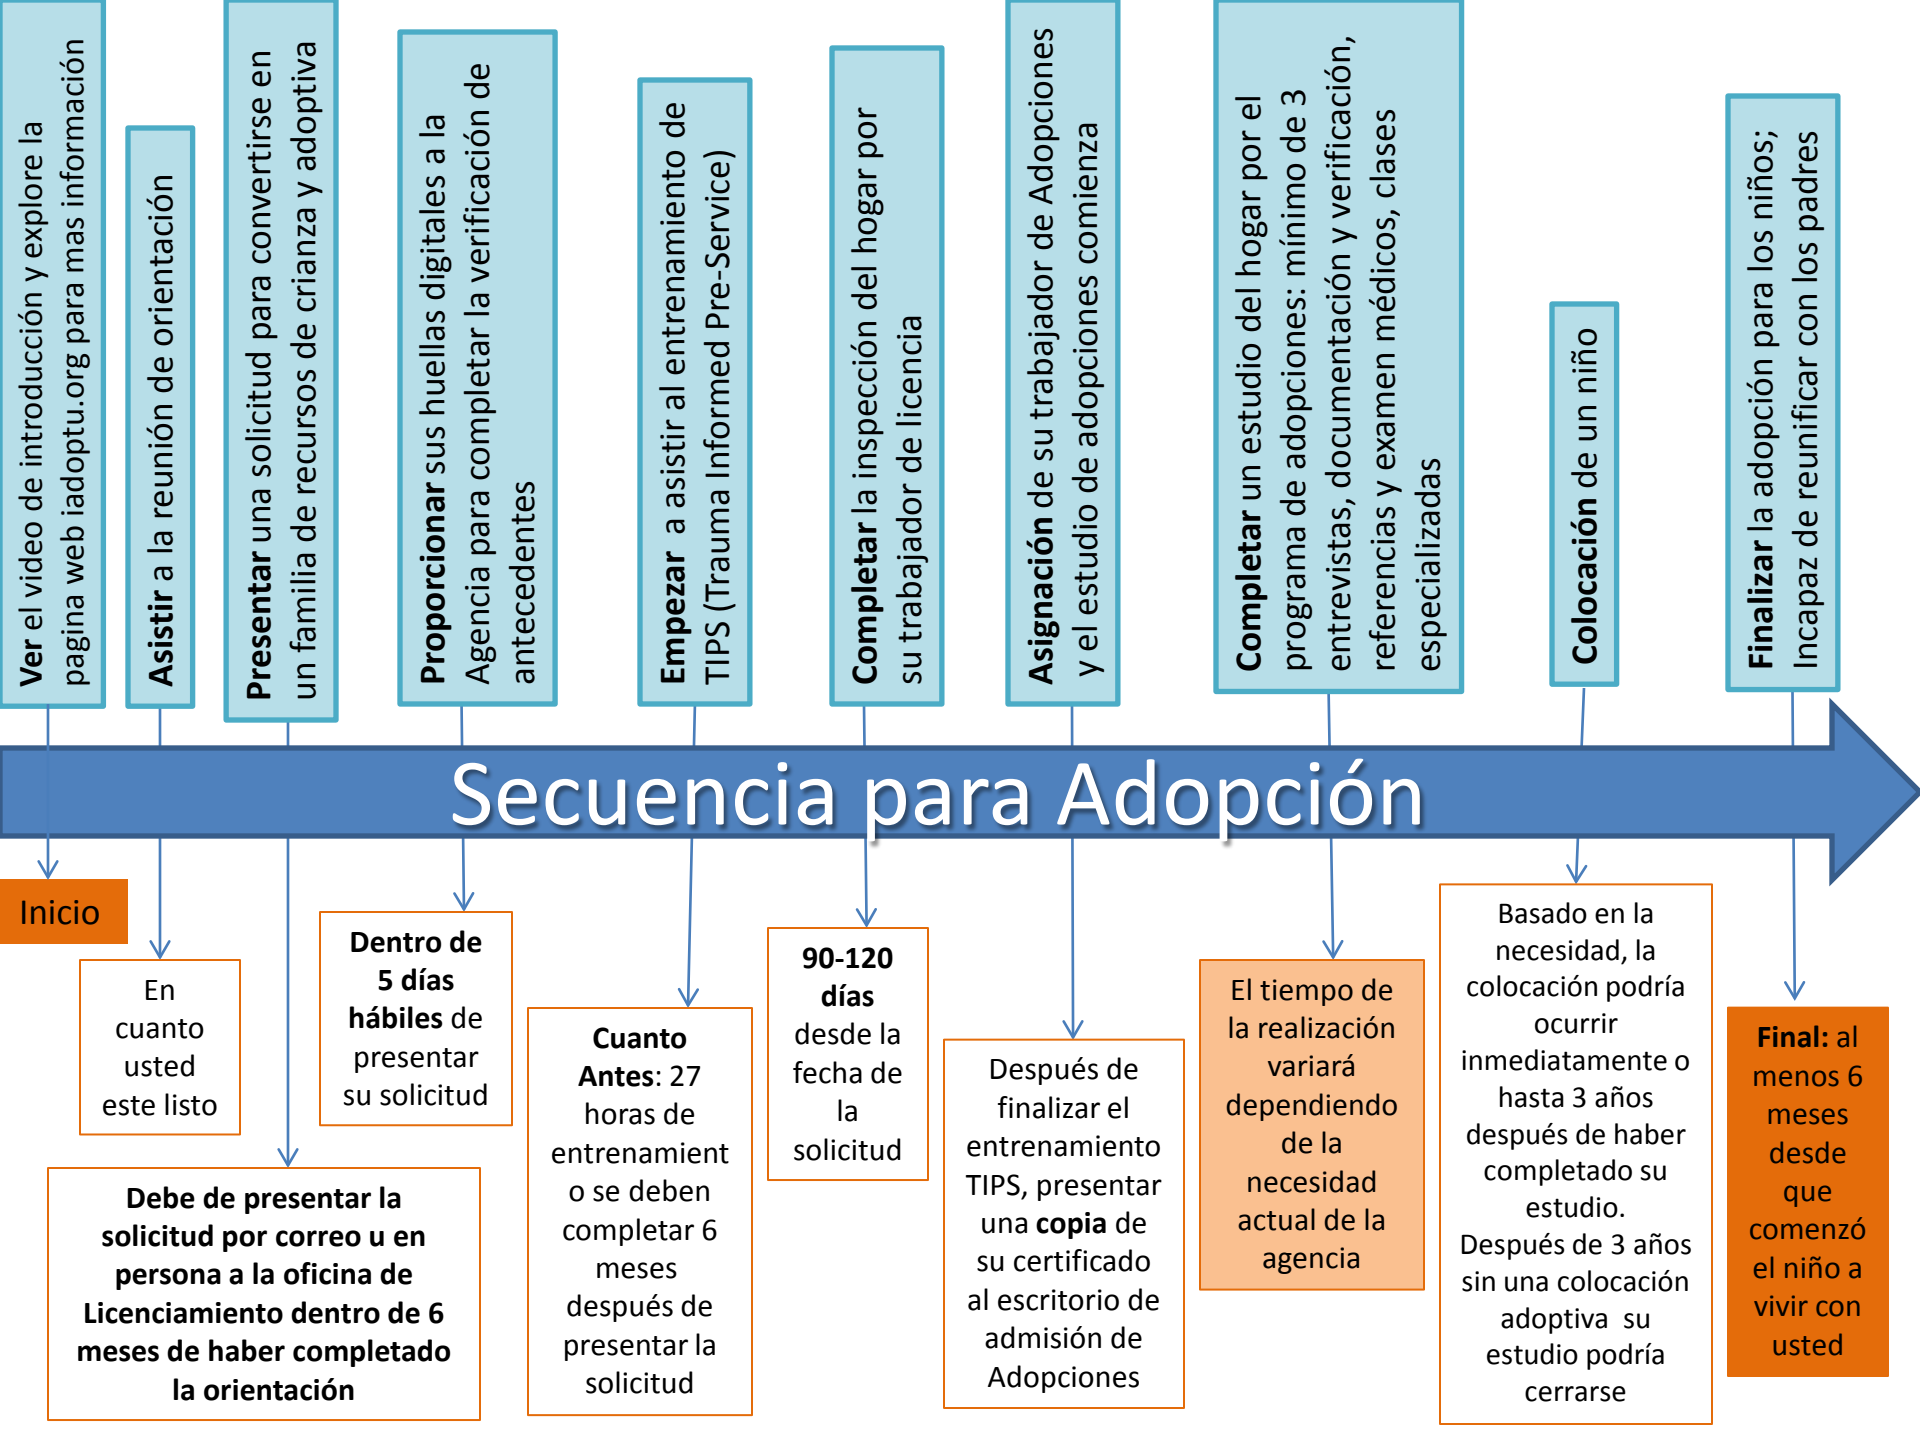 Ver el video de introducción y explore la
pagina web iadoptu.org para mas información
Asistir a la reunión de orientación
Presentar una solicitud para convertirse en
un familia de recursos de crianza y adoptiva
Proporcionar sus huellas digitales a la
Agencia para completar la verificación de
antecedentes
Empezar a asistir al entrenamiento de
TIPS (Trauma Informed Pre-Service)
Completar la inspección del hogar por
su trabajador de licencia
Asignación de su trabajador de Adopciones
y el estudio de adopciones comienza
Completar un estudio del hogar por el
programa de adopciones: mínimo de 3
entrevistas, documentación y verificación,
referencias y examen médicos, clases
especializadas
Colocación de un niño
Finalizar la adopción para los niños;
Incapaz de reunificar con los padres
Secuencia para Adopción
Inicio
En
cuanto
usted
este listo
Debe de presentar la
solicitud por correo u en
persona a la oficina de
Licenciamiento dentro de 6
meses de haber completado
la orientación
Dentro de
5 días
hábiles de
presentar
su solicitud
Cuanto
Antes: 27
horas de
entrenamient
o se deben
completar 6
meses
después de
presentar la
solicitud
90-120
días
desde la
fecha de
la
solicitud
Después de
finalizar el
entrenamiento
TIPS, presentar
una copia de
su certificado
al escritorio de
admisión de
Adopciones
El tiempo de
la realización
variará
dependiendo
de la
necesidad
actual de la
agencia
Basado en la
necesidad, la
colocación podría
ocurrir
inmediatamente o
hasta 3 años
después de haber
completado su
estudio.
Después de 3 años
sin una colocación
adoptiva su
estudio podría
cerrarse
Final: al
menos 6
meses
desde
que
comenzó
el niño a
vivir con
usted